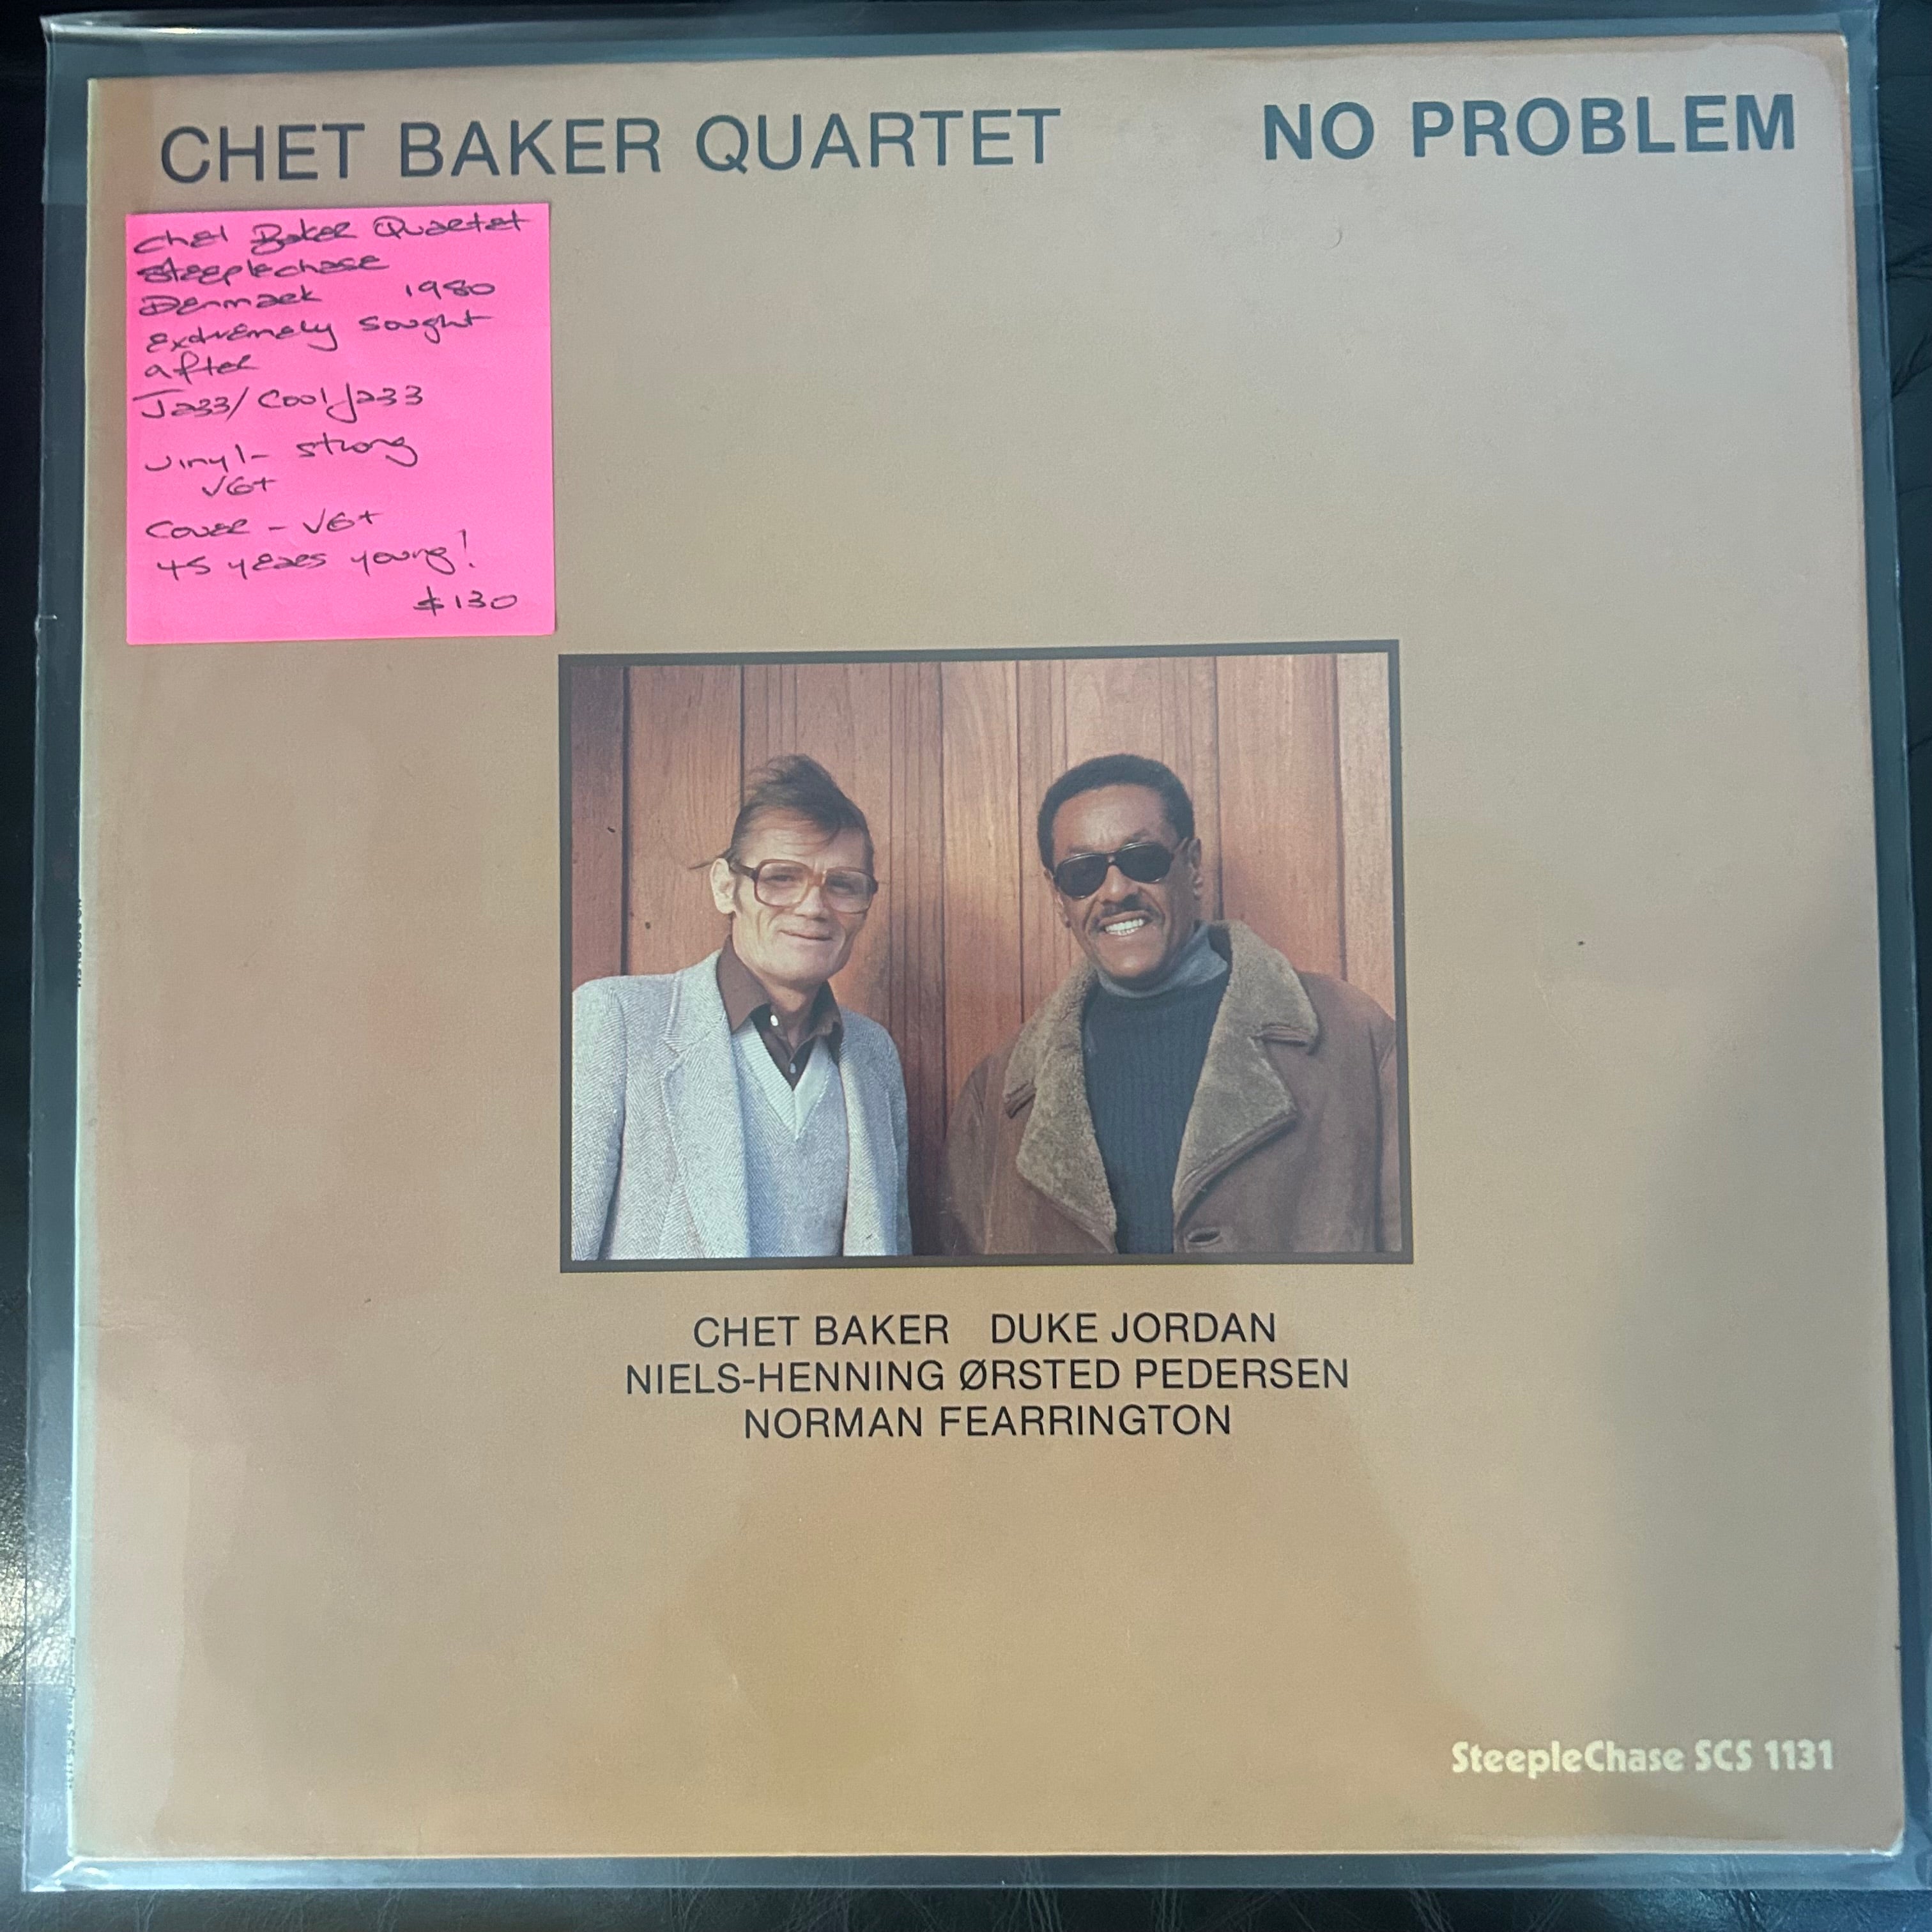 CHET BAKER QUARTET NO PROBLEM
Chet Baker Quartet
Steeplechase
Denmark 1980
extremely sought
after
Jazz/Cool Jazz
vinyl- strong
VG+
Cover - VG+
45 years young!
$130
CHET BAKER DUKE JORDAN
NIELS-HENNING ØRSTED PEDERSEN
NORMAN FEARRINGTON
SteepleChase SCS 1131